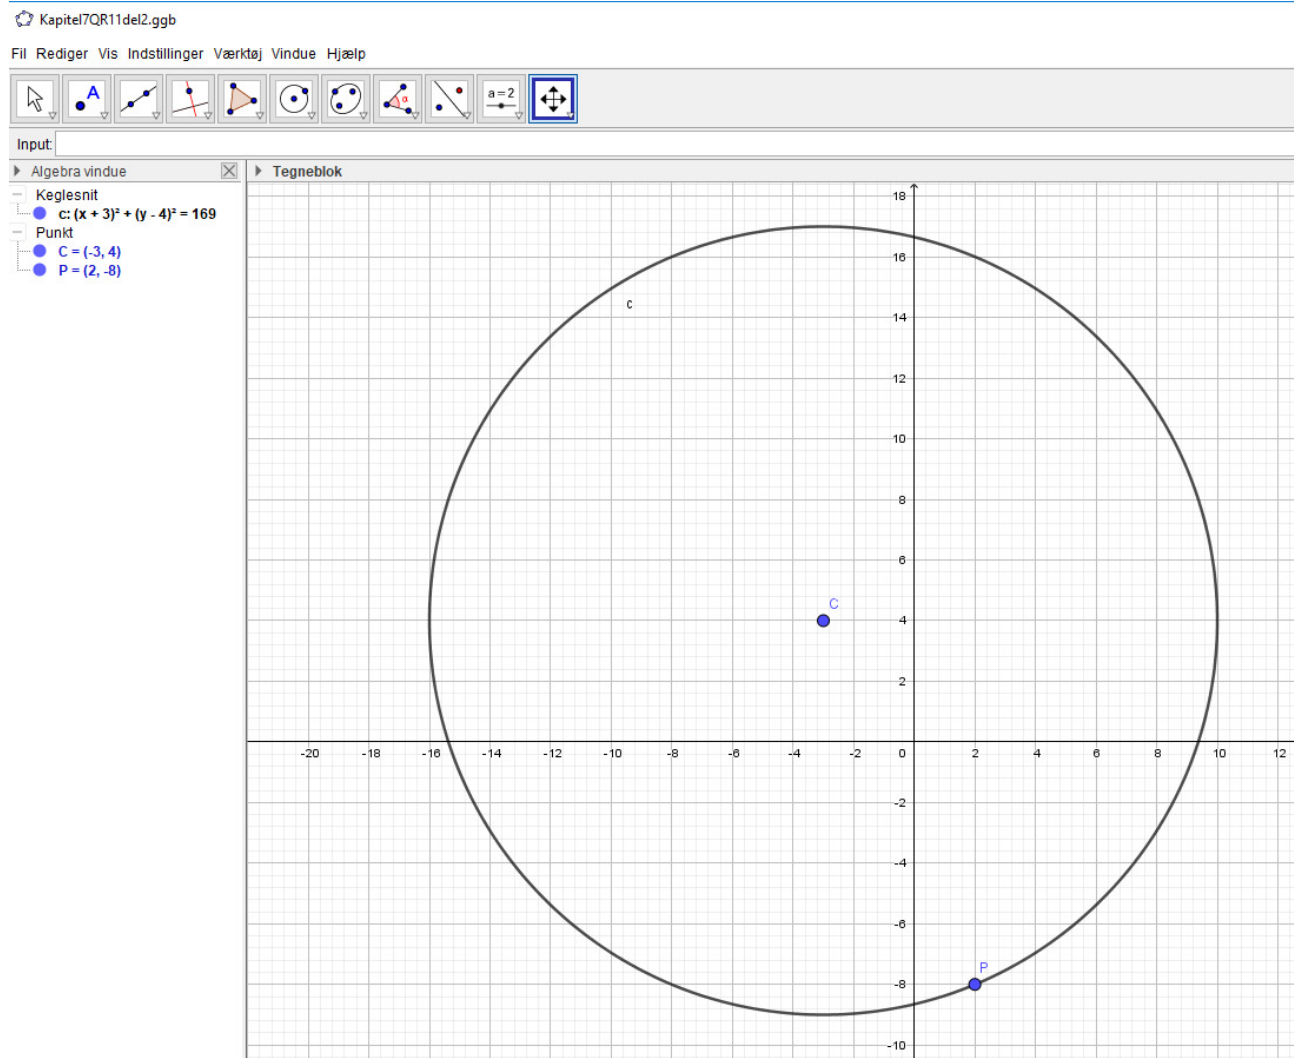 Kapitel7QR11del2.ggb
Fil Rediger Vis Indstillinger Værktøj Vindue Hjælp
A
α
a=2
Input:
Algebra vindue
Tegneblok
Keglesnit
c: (x + 3)² + (y - 4)² = 169
Punkt
C = (-3, 4)
P = (2, -8)
18
16
c
14
12
10
8
6
C
4
2
-20 -18 -16 -14 -12 -10 -8 -6 -4 -2 0 2 4 6 8 10 12
-2
-4
-6
P
-8
-10